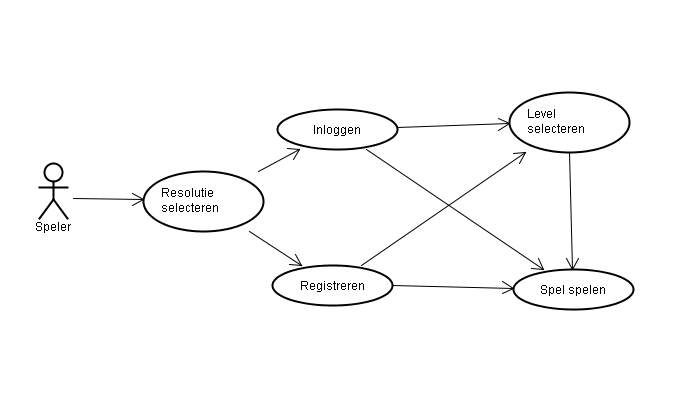 Speler
Resolutie
selecteren
Inloggen
Registreren
Level
selecteren
Spel spelen